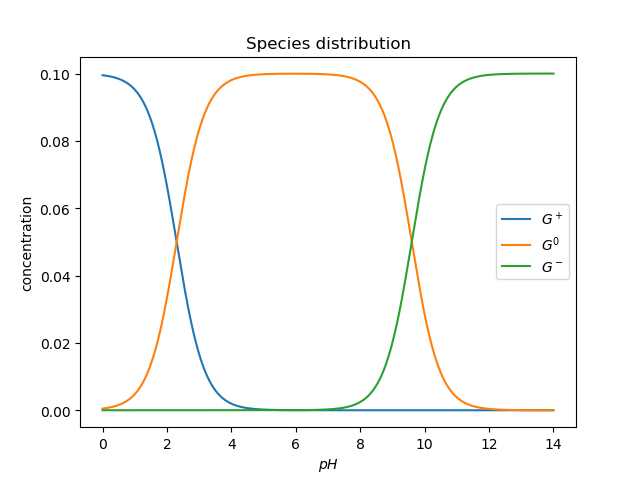 Species distribution
concentration
0.10
0.08
0.06
0.04
0.02
0.00
G⁺
G⁰
G⁻
0 2 4 6 8 10 12 14
pH